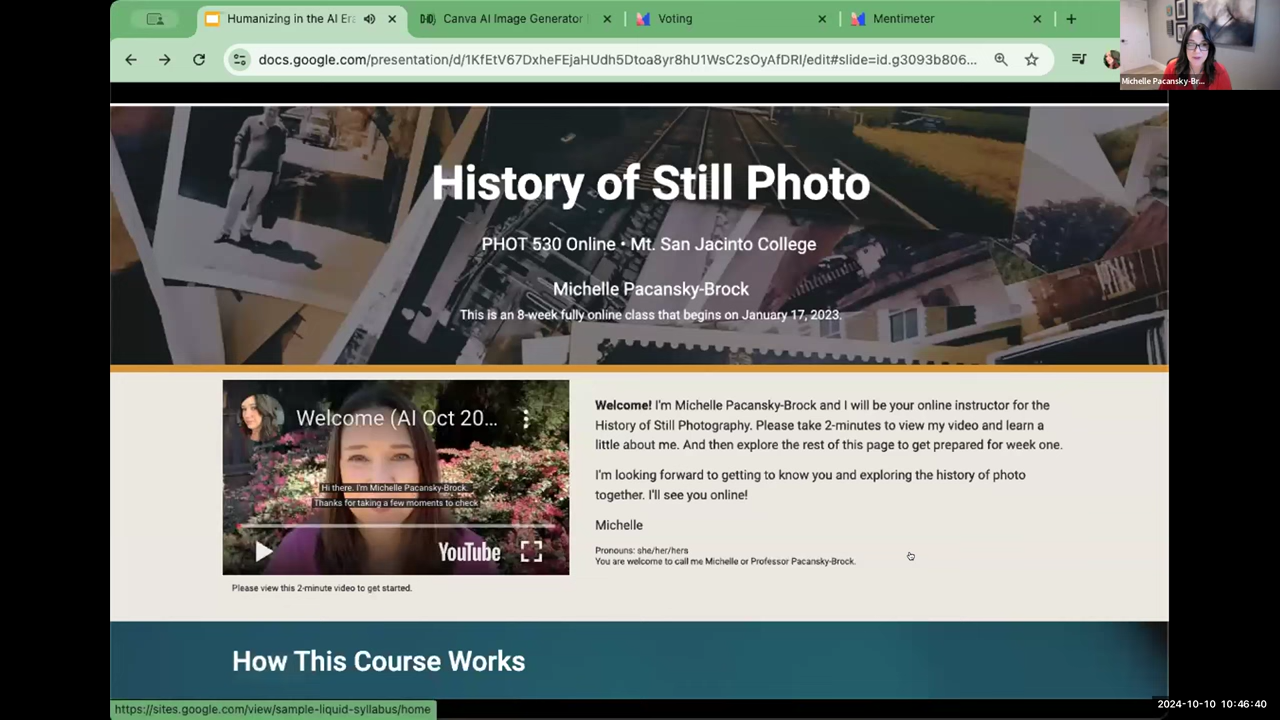 Humanizing in the AI Era
Canva AI Image Generator
Voting
Mentimeter
docs.google.com/presentation/d/1KfEtV67DxheFEjaHUdh5Dtoa8yr8hU1WsC2sOyAfDRI/edit#slide=id.g3093b806...
Michelle Pacansky-Br...
History of Still Photo
PHOT 530 Online • Mt. San Jacinto College
Michelle Pacansky-Brock
This is an 8-week fully online class that begins on January 17, 2023.
Welcome (AI Oct 20...
Hi there. I'm Michelle Pacansky-Brock.
Thanks for taking a few moments to check
YouTube
Please view this 2-minute video to get started.
Welcome! I'm Michelle Pacansky-Brock and I will be your online instructor for the
History of Still Photography. Please take 2-minutes to view my video and learn a
little about me. And then explore the rest of this page to get prepared for week one.
I'm looking forward to getting to know you and exploring the history of photo
together. I'll see you online!
Michelle
Pronouns: she/her/hers
You are welcome to call me Michelle or Professor Pacansky-Brock.
How This Course Works
https://sites.google.com/view/sample-liquid-syllabus/home
2024-10-10 10:46:40